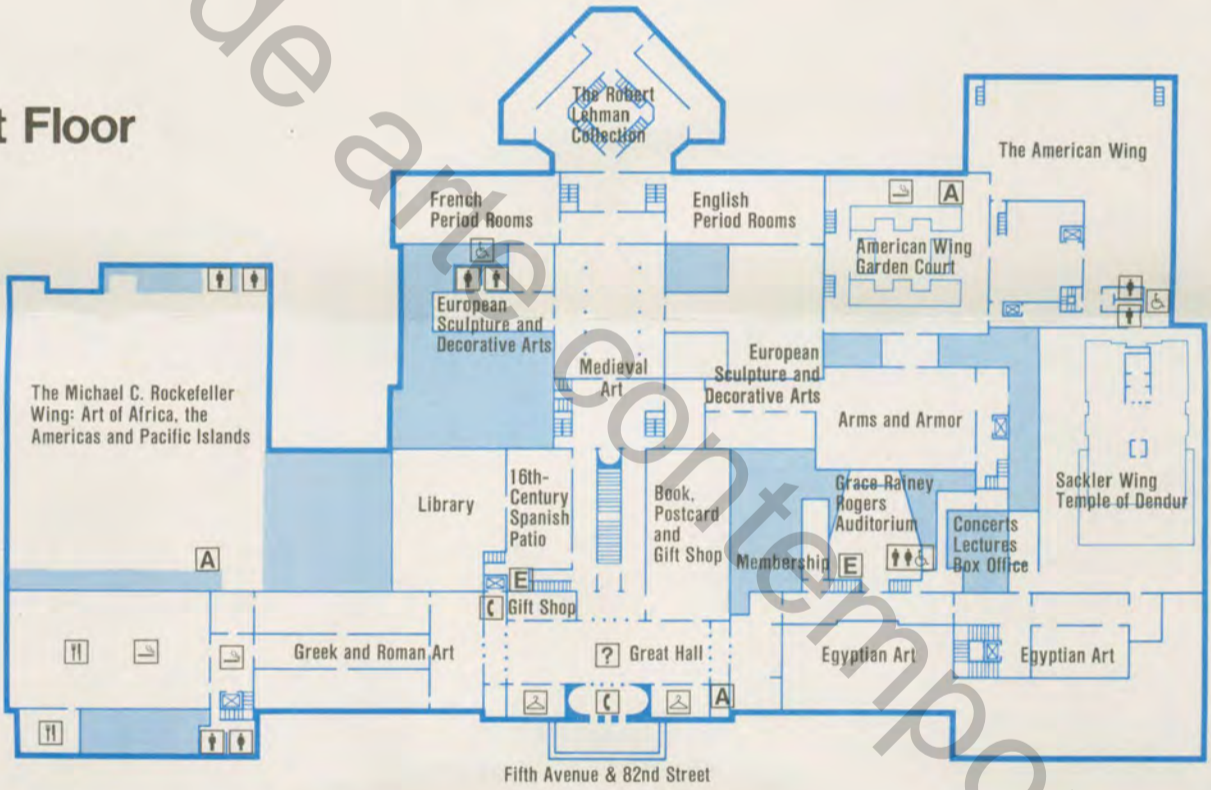 t Floor
The Robert
Lehman
Collection
The American Wing
French
Period Rooms
English
Period Rooms
A
American Wing
Garden Court
European
Sculpture and
Decorative Arts
Medieval
Art
European
Sculpture and
Decorative Arts
The Michael C. Rockefeller
Wing: Art of Africa, the
Americas and Pacific Islands
Arms and Armor
Library
16th-
Century
Spanish
Patio
Book,
Postcard
and
Gift Shop
Grace Rainey
Rogers
Auditorium
Sackler Wing
Temple of Dendur
Concerts
Lectures
Box Office
A
Membership
E
E
Gift Shop
Greek and Roman Art
? Great Hall
Egyptian Art
Egyptian Art
A
Fifth Avenue & 82nd Street
de arte contempo